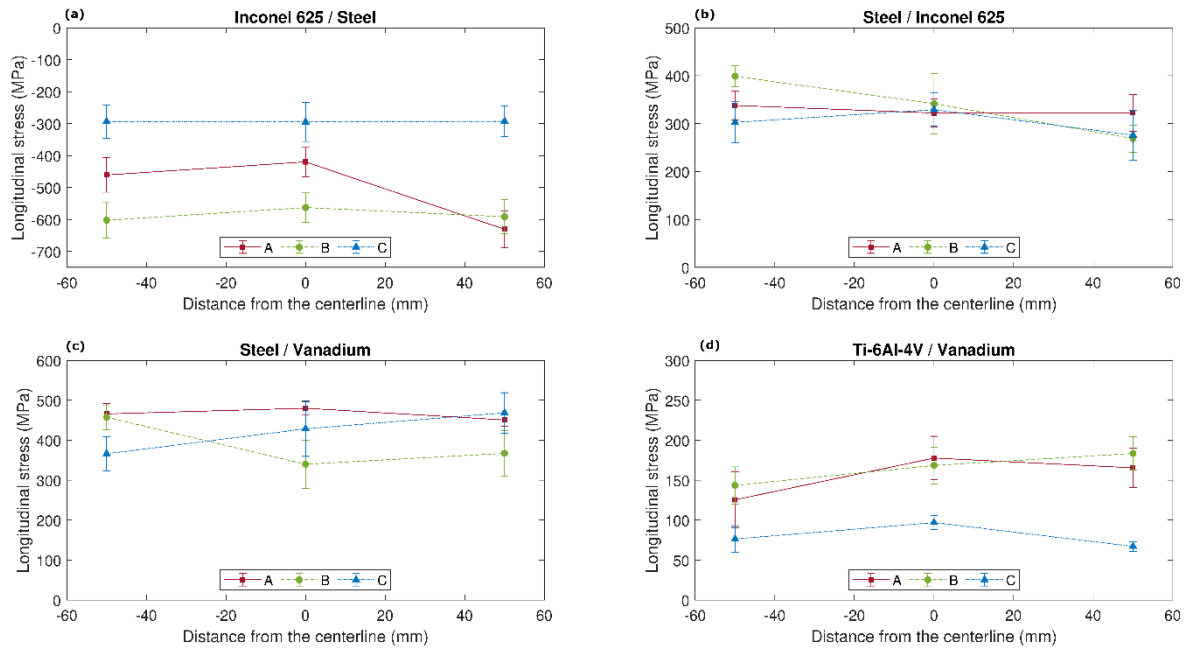 (a) Inconel 625 / Steel
0
-100
-200
-300
-400
-500
-600
-700
Longitudinal stress (MPa)
A B C
-60 -40 -20 0 20 40 60
Distance from the centerline (mm)
(b) Steel / Inconel 625
500
400
300
200
100
0
Longitudinal stress (MPa)
A B C
-60 -40 -20 0 20 40 60
Distance from the centerline (mm)
(c) Steel / Vanadium
600
500
400
300
200
100
0
Longitudinal stress (MPa)
A B C
-60 -40 -20 0 20 40 60
Distance from the centerline (mm)
(d) Ti-6Al-4V / Vanadium
300
250
200
150
100
50
0
Longitudinal stress (MPa)
A B C
-60 -40 -20 0 20 40 60
Distance from the centerline (mm)